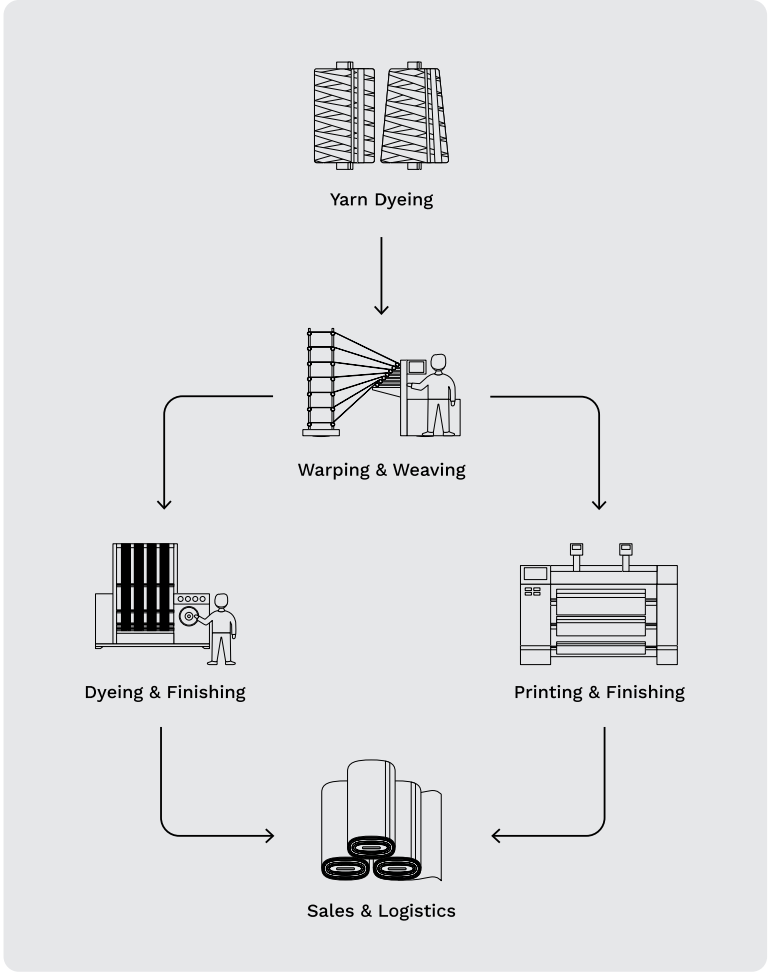 Yarn Dyeing
Warping & Weaving
Dyeing & Finishing
Printing & Finishing
Sales & Logistics